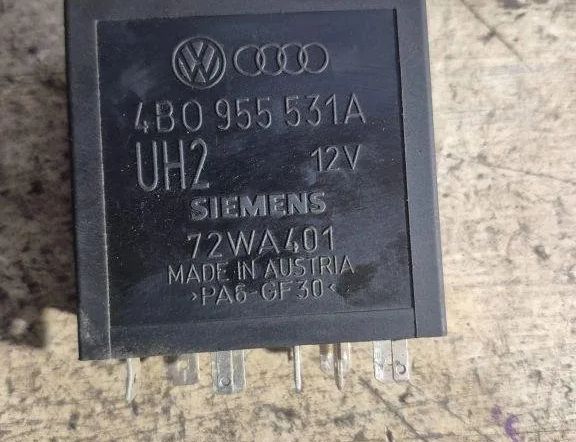 4B0 955 531A
UH2 12V
SIEMENS
72WA401
MADE IN AUSTRIA
>PA6-GF30<